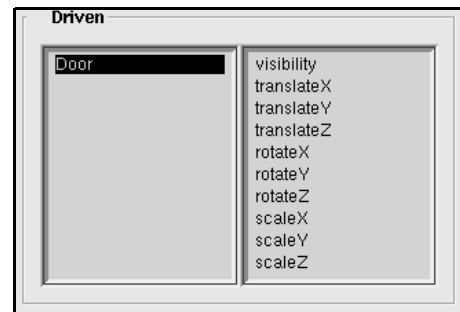 Driven
Door
visibility
translateX
translateY
translateZ
rotateX
rotateY
rotateZ
scaleX
scaleY
scaleZ